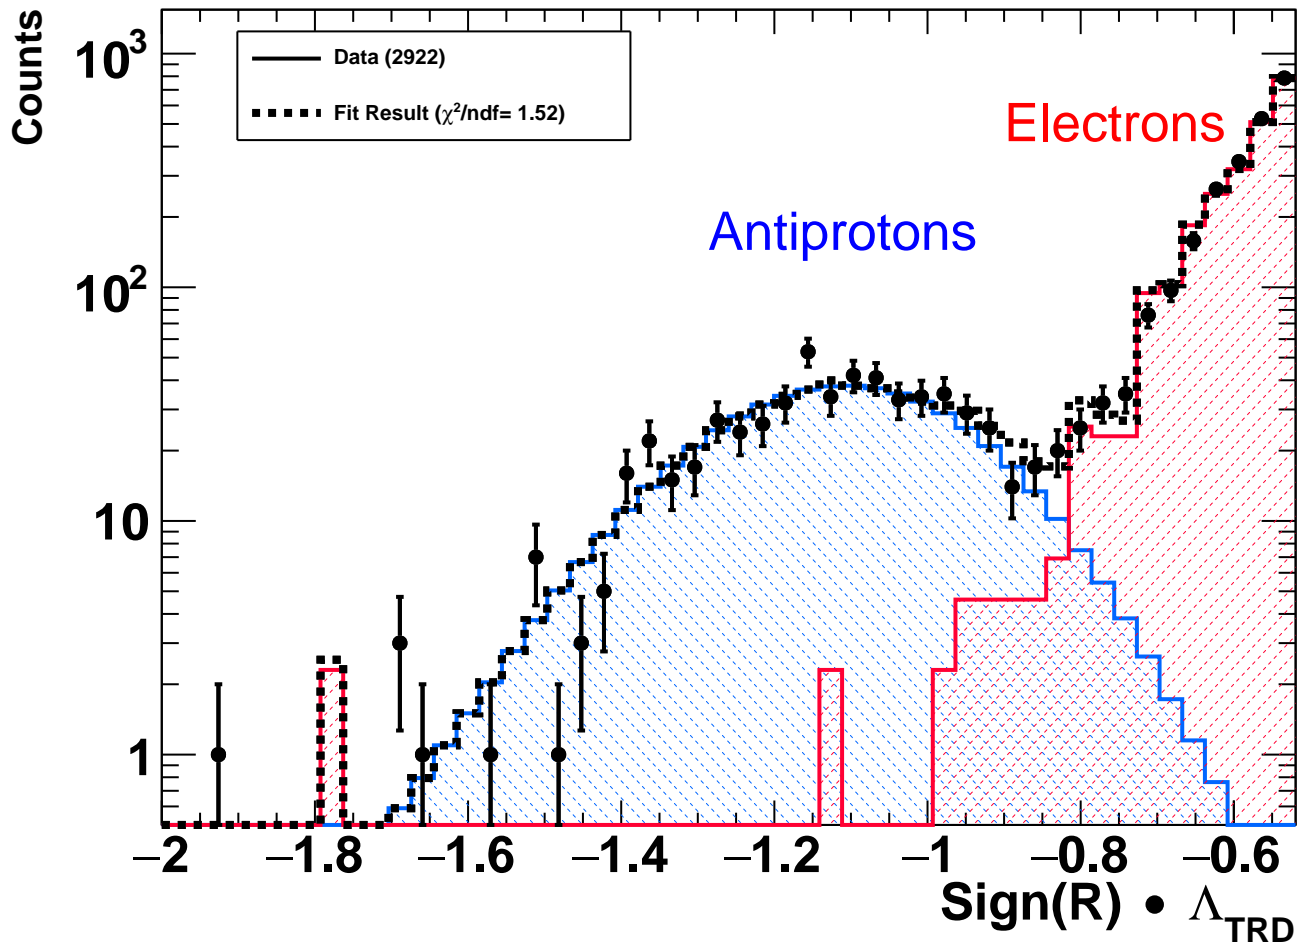 Counts
10³
10²
10
1
Data (2922)
Fit Result (χ²/ndf= 1.52)
Electrons
Antiprotons
−2 −1.8 −1.6 −1.4 −1.2 −1 −0.8 −0.6
Sign(R) • Λ_TRD